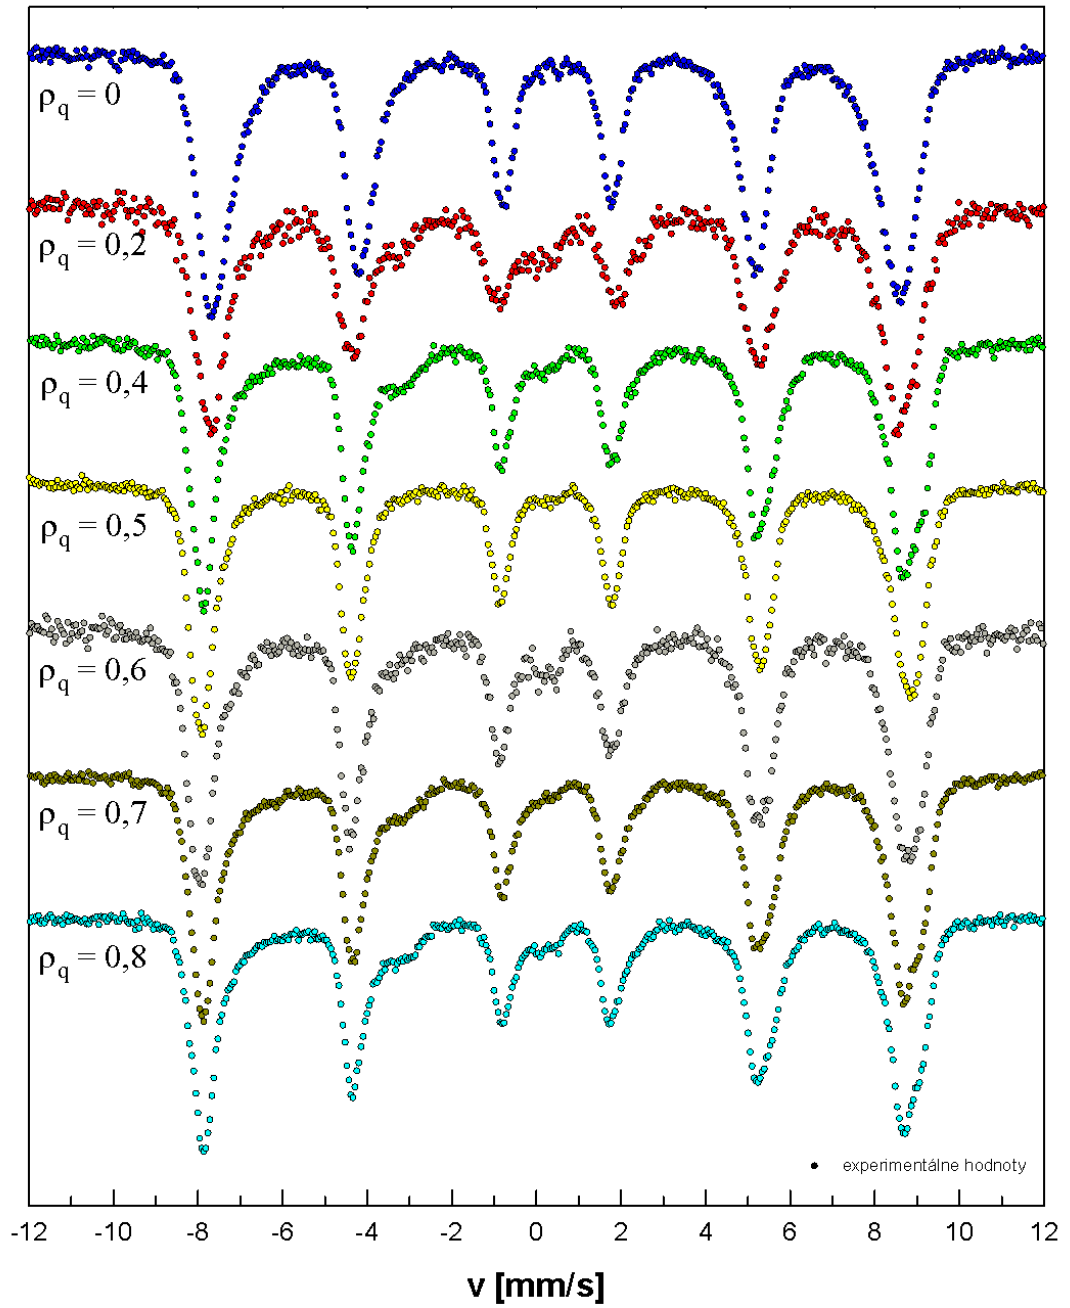 ρq = 0
ρq = 0,2
ρq = 0,4
ρq = 0,5
ρq = 0,6
ρq = 0,7
ρq = 0,8
experimentálne hodnoty
-12 -10 -8 -6 -4 -2 0 2 4 6 8 10 12
v [mm/s]